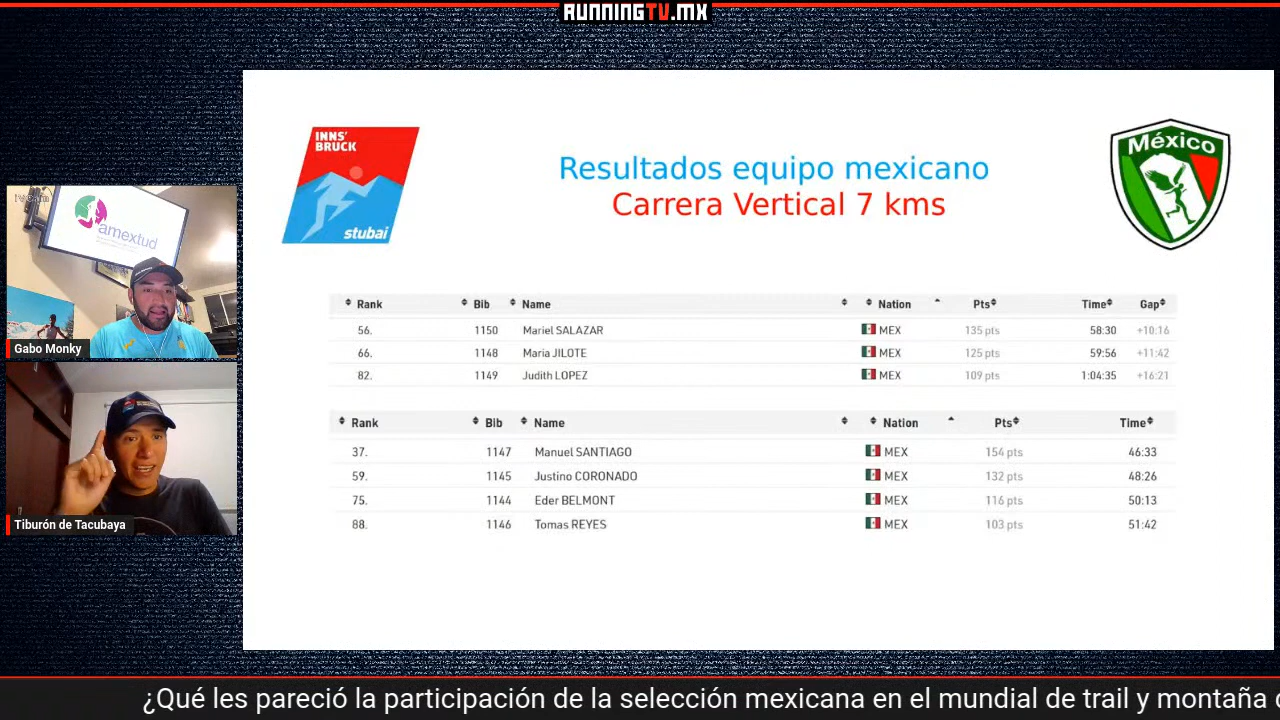 RUNNINGTV.MX
INNS'
BRUCK
stubai
Resultados equipo mexicano
Carrera Vertical 7 kms
México
amextud
Gabo Monky
Tiburón de Tacubaya
Rank Bib Name Nation Pts Time Gap
56. 1150 Mariel SALAZAR MEX 135 pts 58:30 +10:16
66. 1148 Maria JILOTE MEX 125 pts 59:56 +11:42
82. 1149 Judith LOPEZ MEX 109 pts 1:04:35 +16:21
Rank Bib Name Nation Pts Time
37. 1147 Manuel SANTIAGO MEX 154 pts 46:33
59. 1145 Justino CORONADO MEX 132 pts 48:26
75. 1144 Eder BELMONT MEX 116 pts 50:13
88. 1146 Tomas REYES MEX 103 pts 51:42
¿Qué les pareció la participación de la selección mexicana en el mundial de trail y montaña